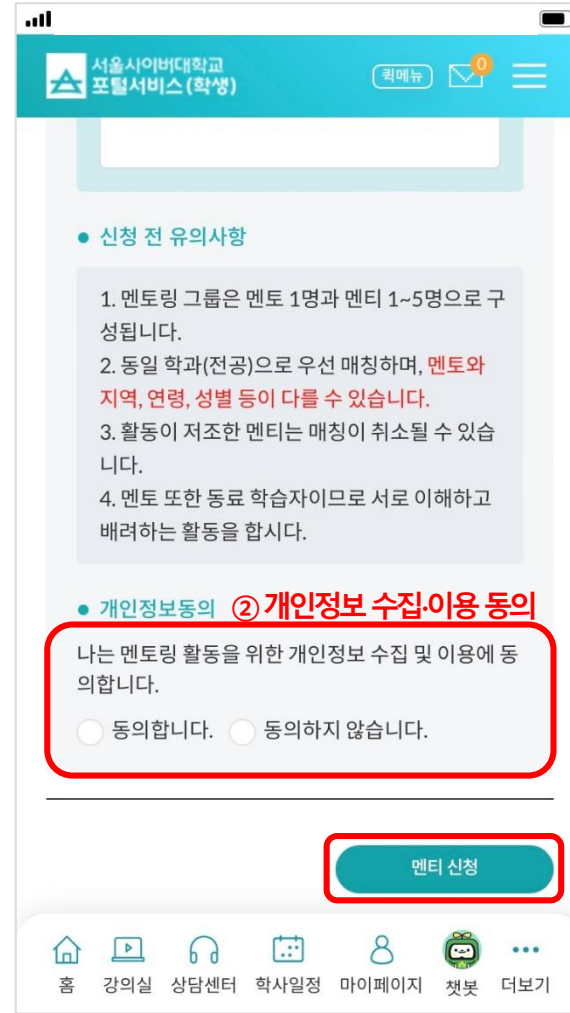 서울사이버대학교
포털서비스(학생)
퀵메뉴
0
신청 전 유의사항
1. 멘토링 그룹은 멘토 1명과 멘티 1~5명으로 구
성됩니다.
2. 동일 학과(전공)으로 우선 매칭하며, 멘토와
지역, 연령, 성별 등이 다를 수 있습니다.
3. 활동이 저조한 멘티는 매칭이 취소될 수 있습
니다.
4. 멘토 또한 동료 학습자이므로 서로 이해하고
배려하는 활동을 합시다.
개인정보동의 ② 개인정보 수집·이용 동의
나는 멘토링 활동을 위한 개인정보 수집 및 이용에 동
의합니다.
동의합니다. 동의하지 않습니다.
멘티 신청
홈 강의실 상담센터 학사일정 마이페이지 챗봇 더보기